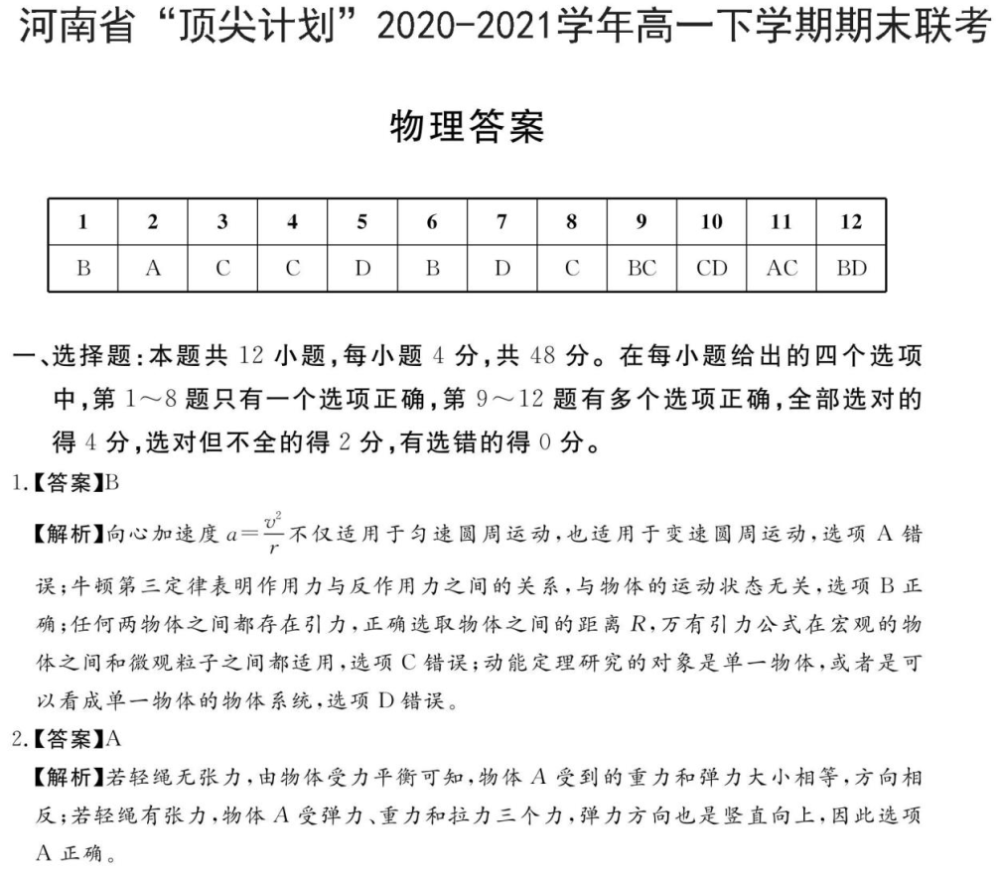 河南省“顶尖计划”2020-2021学年高一下学期期末联考
物理答案
1 2 3 4 5 6 7 8 9 10 11 12
B A C C D B D C BC CD AC BD
一、选择题:本题共 12 小题,每小题 4 分,共 48 分。在每小题给出的四个选项
中,第 1～8 题只有一个选项正确,第 9～12 题有多个选项正确,全部选对的
得 4 分,选对但不全的得 2 分,有选错的得 0 分。
1.【答案】B
【解析】向心加速度 a=v²/r 不仅适用于匀速圆周运动,也适用于变速圆周运动,选项 A 错
误;牛顿第三定律表明作用力与反作用力之间的关系,与物体的运动状态无关,选项 B 正
确;任何两物体之间都存在引力,正确选取物体之间的距离 R,万有引力公式在宏观的物
体之间和微观粒子之间都适用,选项 C 错误;动能定理研究的对象是单一物体,或者是可
以看成单一物体的物体系统,选项 D 错误。
2.【答案】A
【解析】若轻绳无张力,由物体受力平衡可知,物体 A 受到的重力和弹力大小相等,方向相
反;若轻绳有张力,物体 A 受弹力、重力和拉力三个力,弹力方向也是竖直向上,因此选项
A 正确。